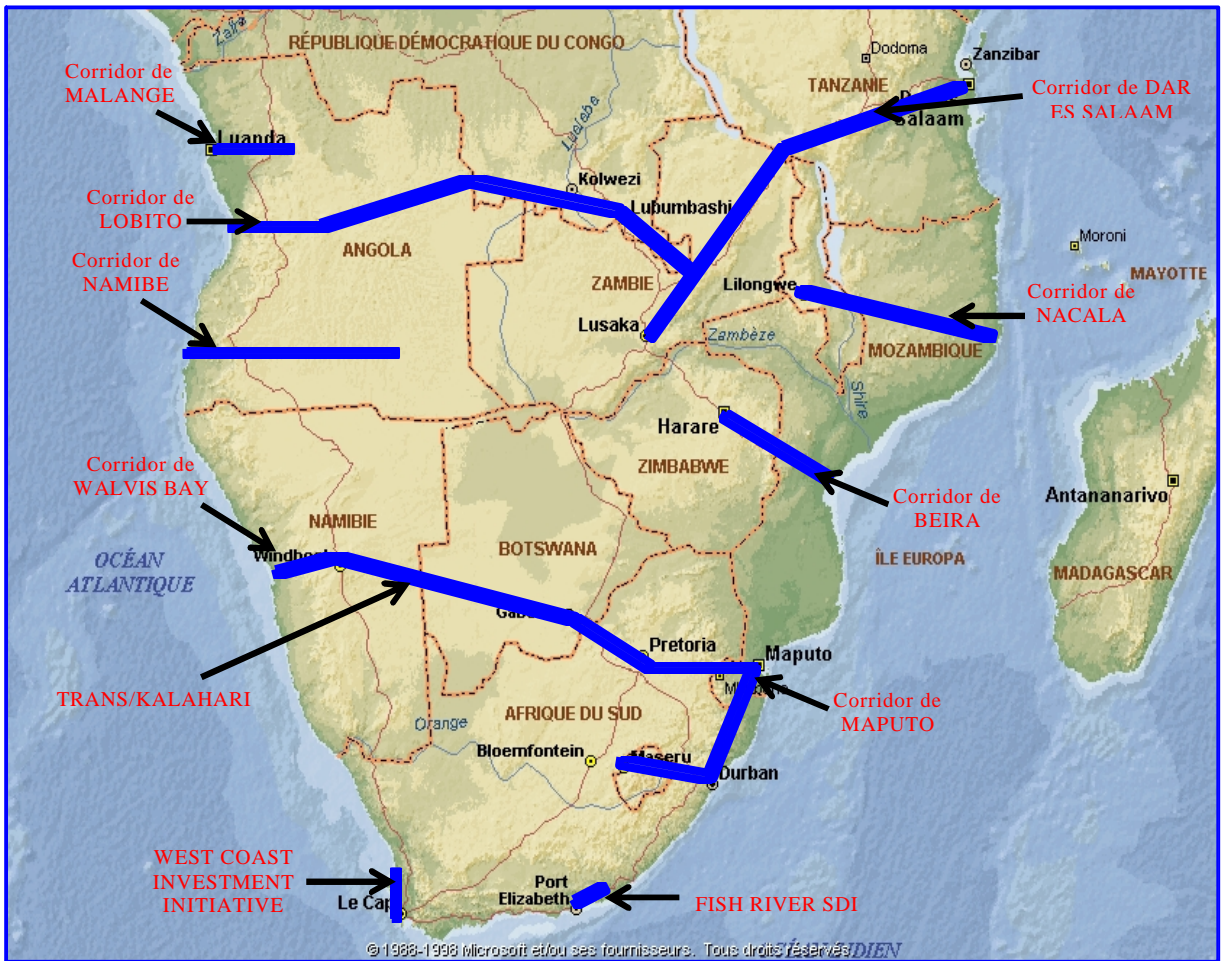 Zaïre
RÉPUBLIQUE DÉMOCRATIQUE DU CONGO
Dodoma
Zanzibar
Corridor de
MALANGE
TANZANIE
Corridor de DAR
ES SALAAM
Salaam
Luanda
Lualaba
Kolwezi
Lubumbashi
Corridor de
LOBITO
ANGOLA
Moroni
MAYOTTE
Corridor de
NAMIBE
ZAMBIE
Lilongwe
Corridor de
NACALA
Lusaka
Zambèze
MOZAMBIQUE
Shire
Harare
ZIMBABWE
Corridor de
WALVIS BAY
Corridor de
BEIRA
Antananarivo
NAMIBIE
BOTSWANA
OCÉAN
ATLANTIQUE
ÎLE EUROPA
MADAGASCAR
Pretoria
Maputo
TRANS/KALAHARI
Corridor de
MAPUTO
AFRIQUE DU SUD
Orange
Bloemfontein
Maseru
Durban
WEST COAST
INVESTMENT
INITIATIVE
Le Cap
Port
Elizabeth
FISH RIVER SDI
©1988-1998 Microsoft et/ou ses fournisseurs. Tous droits réservés.